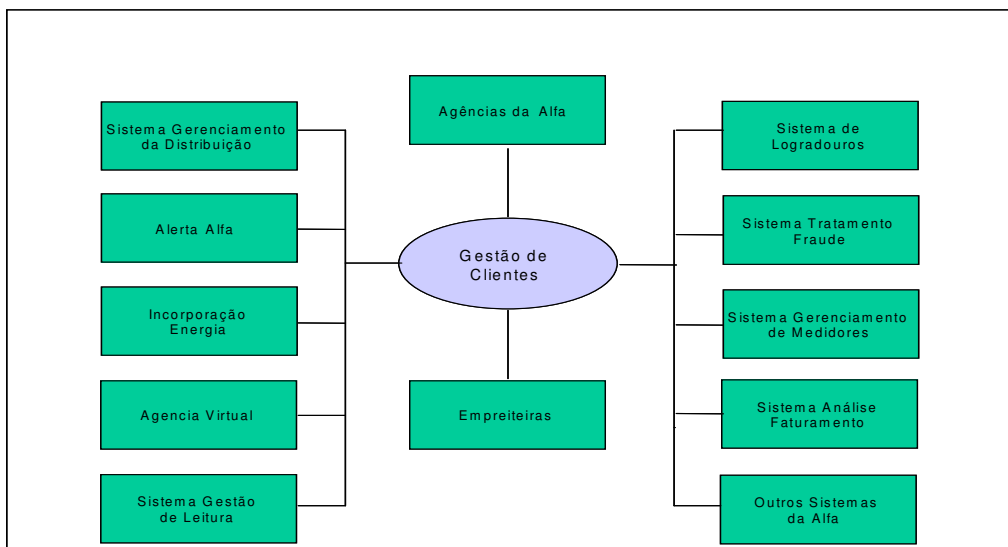 Agências da Alfa
Sistema Gerenciamento
da Distribuição
Alerta Alfa
Incorporação
Energia
Agencia Virtual
Sistema Gestão
de Leitura
Gestão de
Clientes
Empreiteiras
Sistema de
Logradouros
Sistema Tratamento
Fraude
Sistema Gerenciamento
de Medidores
Sistema Análise
Faturamento
Outros Sistemas
da Alfa